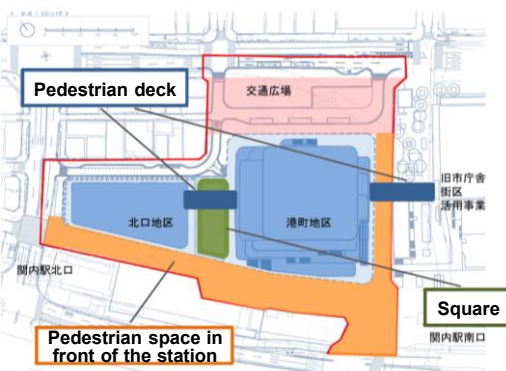 Pedestrian deck
交通広場
旧市庁舎
街区
活用事業
北口地区
港町地区
関内駅北口
Square
Pedestrian space in
front of the station
関内駅南口